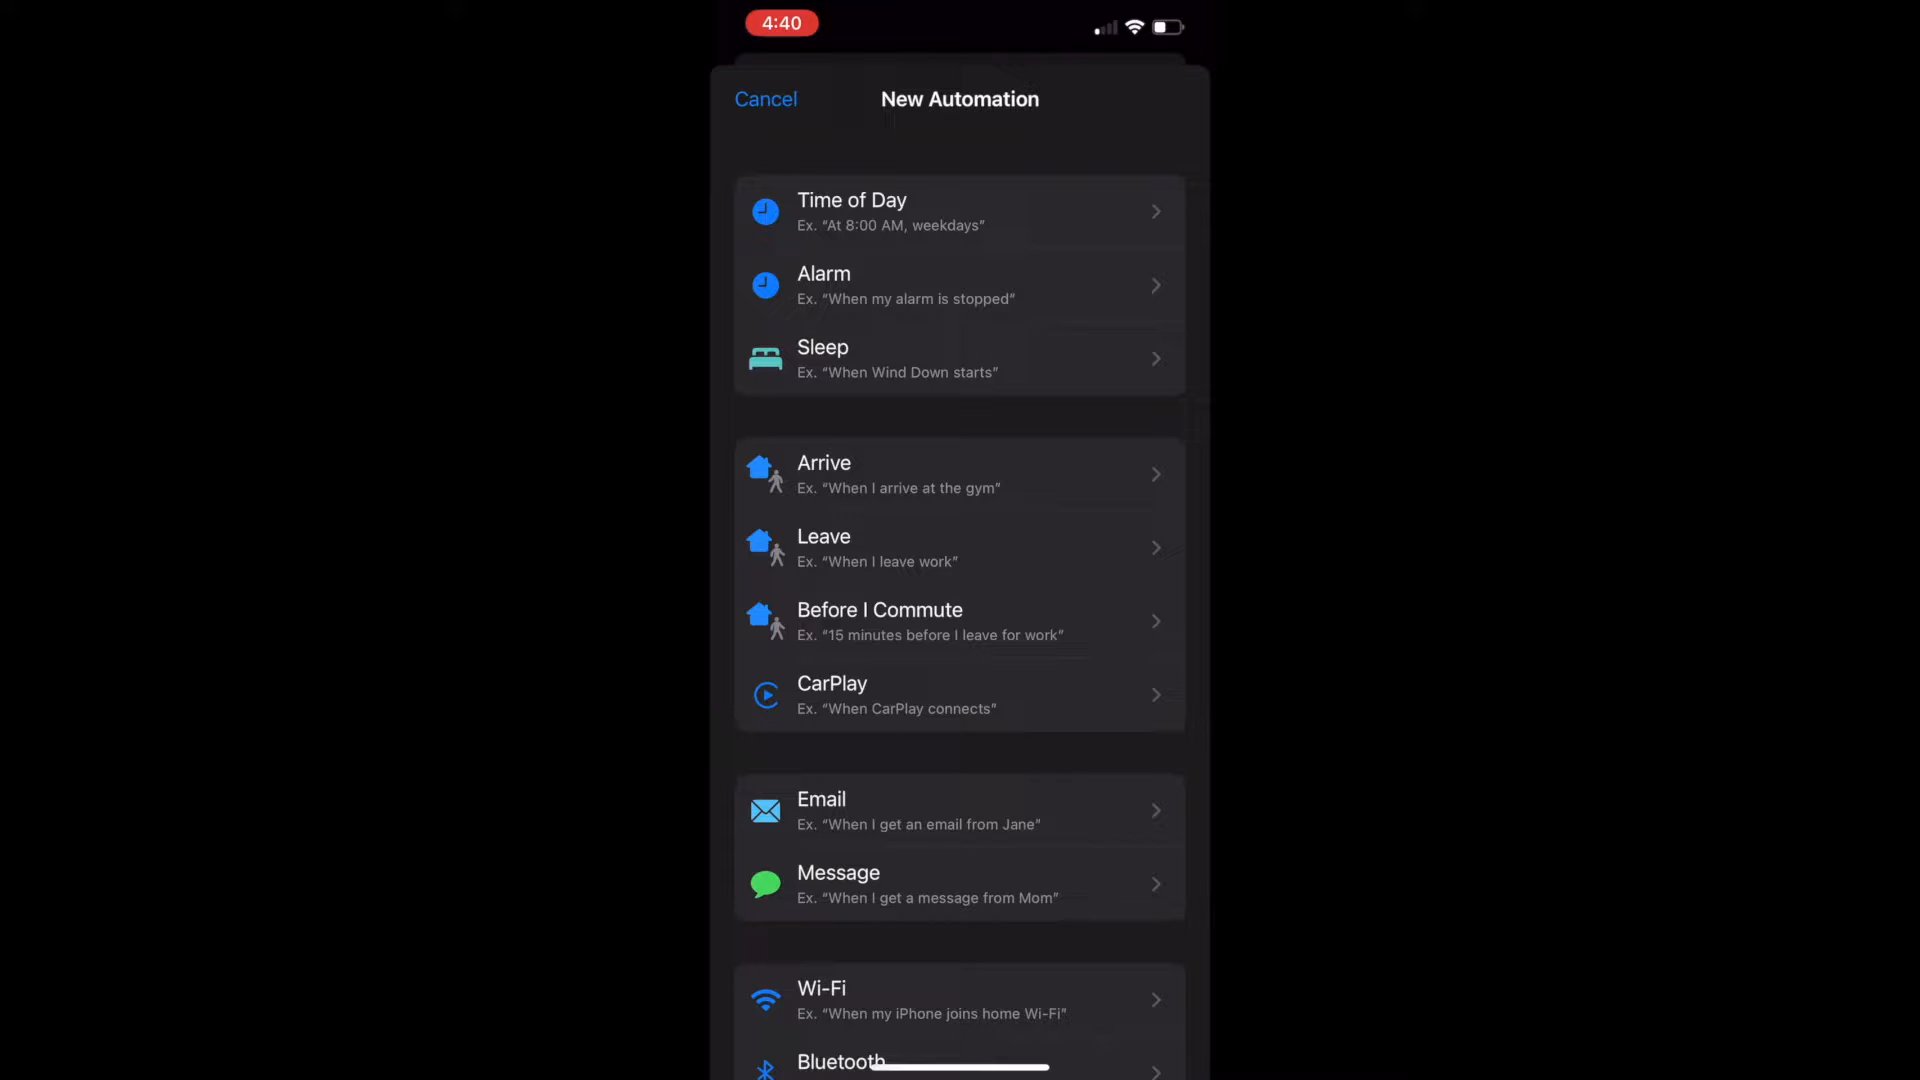 4:40
Cancel
New Automation
Time of Day
Ex. “At 8:00 AM, weekdays”
Alarm
Ex. “When my alarm is stopped”
Sleep
Ex. “When Wind Down starts”
Arrive
Ex. “When I arrive at the gym”
Leave
Ex. “When I leave work”
Before I Commute
Ex. “15 minutes before I leave for work”
CarPlay
Ex. “When CarPlay connects”
Email
Ex. “When I get an email from Jane”
Message
Ex. “When I get a message from Mom”
Wi-Fi
Ex. “When my iPhone joins home Wi-Fi”
Bluetooth